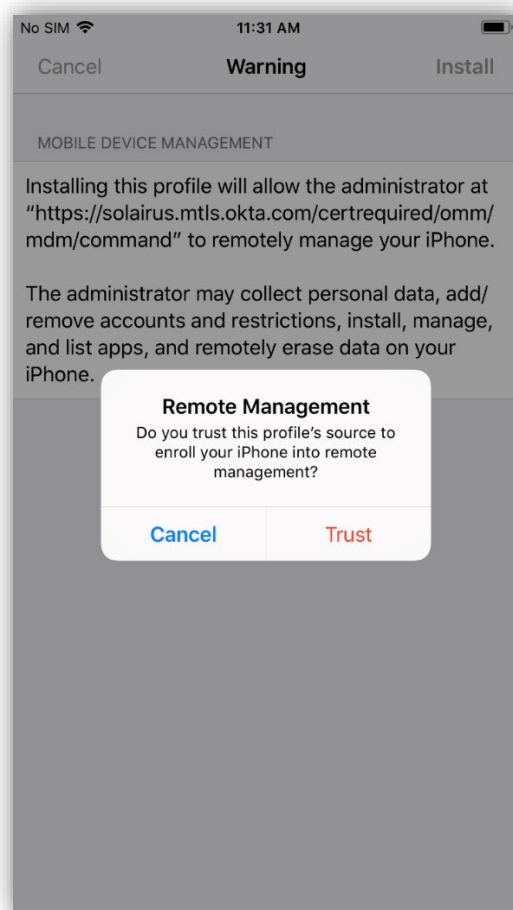 No SIM 11:31 AM
Cancel Warning Install
MOBILE DEVICE MANAGEMENT
Installing this profile will allow the administrator at
“https://solairus.mtls.okta.com/certrequired/omm/
mdm/command” to remotely manage your iPhone.
The administrator may collect personal data, add/
remove accounts and restrictions, install, manage,
and list apps, and remotely erase data on your
iPhone.
Remote Management
Do you trust this profile’s source to
enroll your iPhone into remote
management?
Cancel Trust